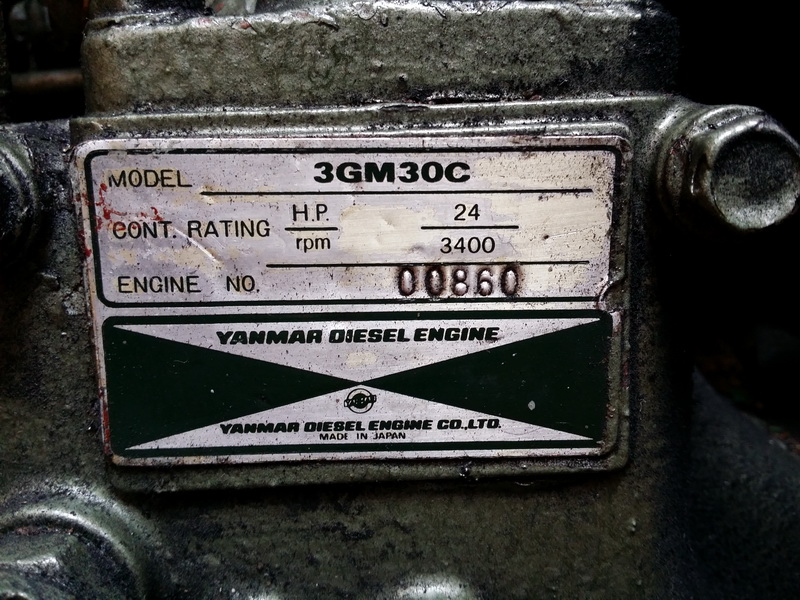 MODEL 3GM30C
CONT. RATING H.P. 24
rpm 3400
ENGINE NO. 00860
YANMAR DIESEL ENGINE
YANMAR
YANMAR DIESEL ENGINE CO.,LTD.
MADE IN JAPAN